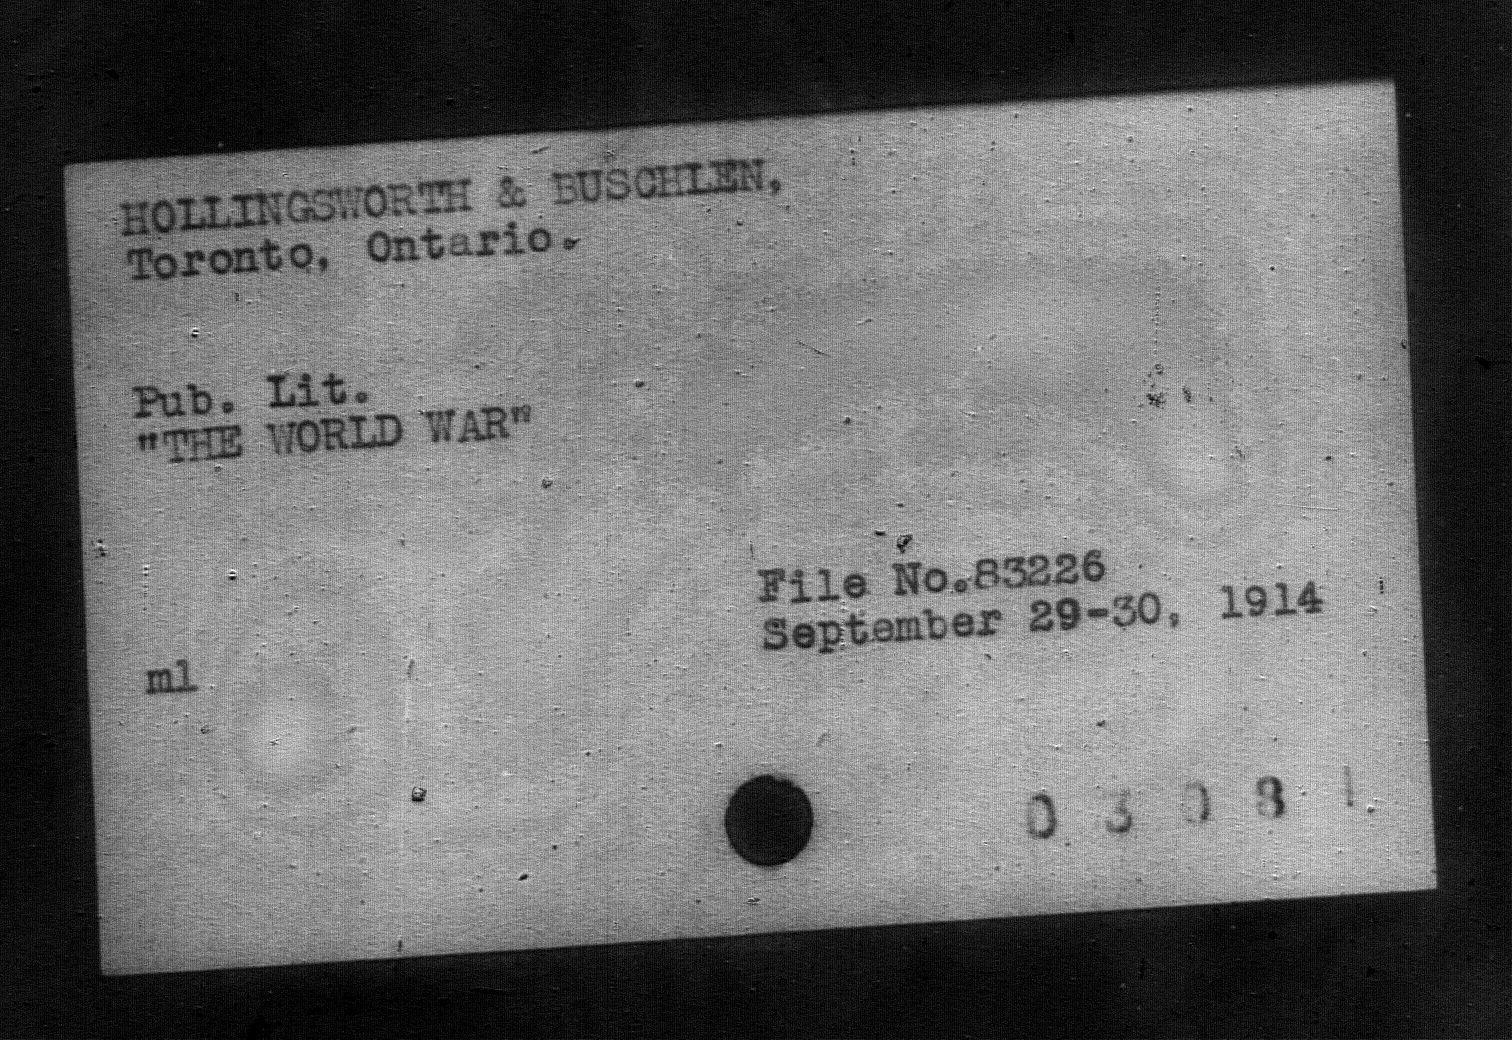 HOLLINGSWORTH & BUSCHLEN,
Toronto, Ontario.
Pub. Lit.
"THE WORLD WAR"
File No.83226
September 29-30, 1914
ml
0 3 0 8 1